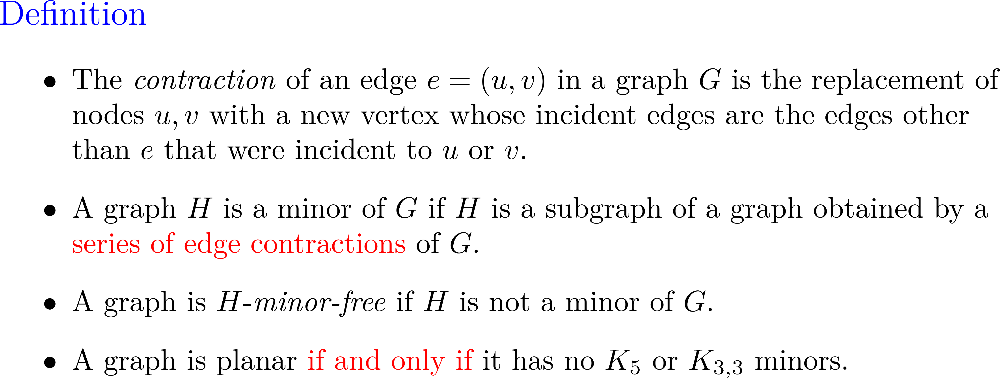 Definition
• The contraction of an edge e = (u, v) in a graph G is the replacement of
nodes u, v with a new vertex whose incident edges are the edges other
than e that were incident to u or v.
• A graph H is a minor of G if H is a subgraph of a graph obtained by a
series of edge contractions of G.
• A graph is H-minor-free if H is not a minor of G.
• A graph is planar if and only if it has no K₅ or K₃,₃ minors.